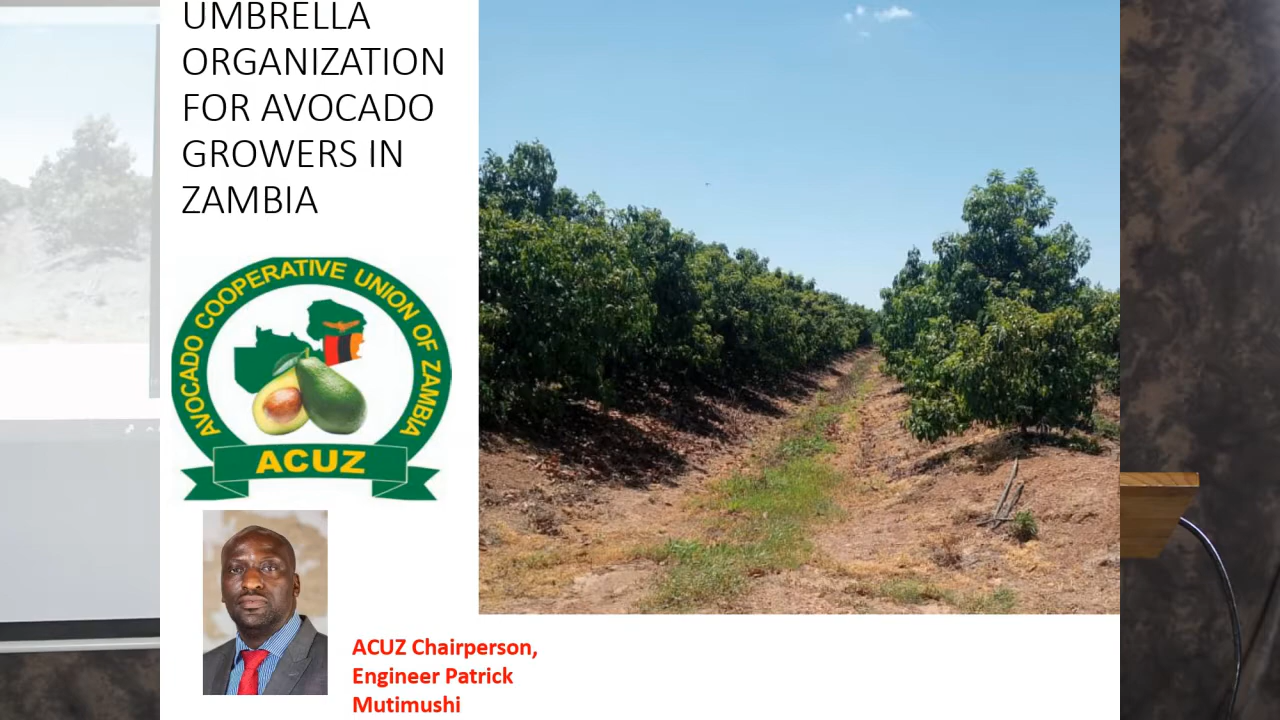 UMBRELLA
ORGANIZATION
FOR AVOCADO
GROWERS IN
ZAMBIA
AVOCADO COOPERATIVE UNION OF ZAMBIA
ACUZ
ACUZ Chairperson,
Engineer Patrick
Mutimushi